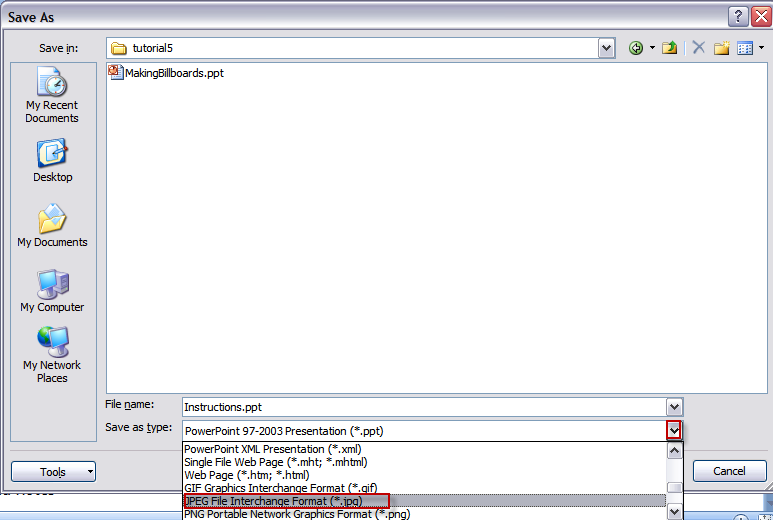 Save As
Save in:
tutorial5
MakingBillboards.ppt
My Recent
Documents
Desktop
My Documents
My Computer
My Network
Places
File name:
Instructions.ppt
Save as type:
PowerPoint 97-2003 Presentation (*.ppt)
PowerPoint XML Presentation (*.xml)
Single File Web Page (*.mht; *.mhtml)
Web Page (*.htm; *.html)
GIF Graphics Interchange Format (*.gif)
JPEG File Interchange Format (*.jpg)
PNG Portable Network Graphics Format (*.png)
Tools
Cancel